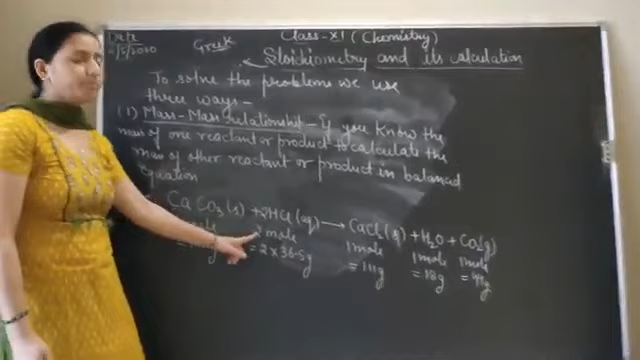 Date
Class-XI (Chemistry)
Greek
Stoichiometry and its calculation
To solve the problems we use
three ways-
(1) Mass-Mass relationship- If you know the
mass of one reactant or product to calculate the
mass of other reactant or product in balanced
equation
CaCO3(s) + 2HCl(aq) → CaCl2(s) + H2O + CO2(g)
2 mole 1 mole 1 mole 1 mole
= 2 x 36.5g = 111g = 18g = 44g